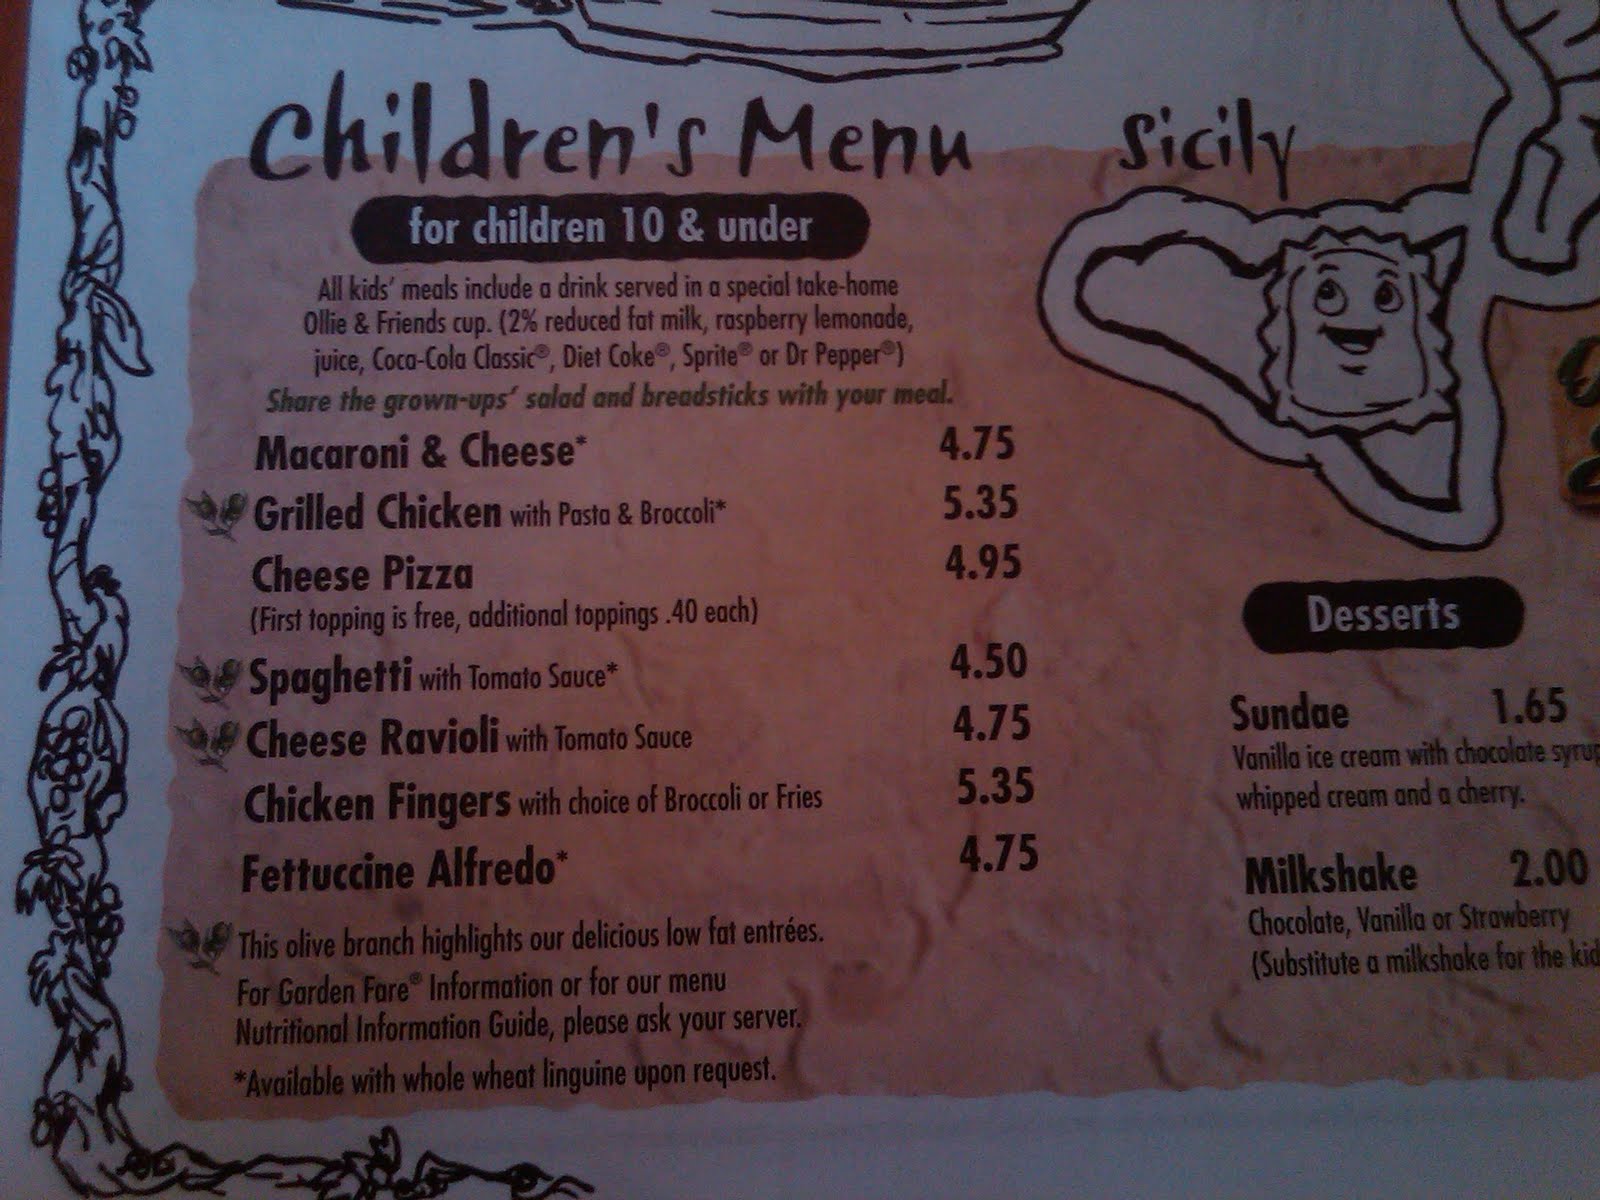 Children's Menu
for children 10 & under
All kids' meals include a drink served in a special take-home
Ollie & Friends cup. (2% reduced fat milk, raspberry lemonade,
juice, Coca-Cola Classic®, Diet Coke®, Sprite® or Dr Pepper®)
Share the grown-ups' salad and breadsticks with your meal.
Macaroni & Cheese* 4.75
Grilled Chicken with Pasta & Broccoli* 5.35
Cheese Pizza 4.95
(First topping is free, additional toppings .40 each)
Spaghetti with Tomato Sauce* 4.50
Cheese Ravioli with Tomato Sauce 4.75
Chicken Fingers with choice of Broccoli or Fries 5.35
Fettuccine Alfredo* 4.75
This olive branch highlights our delicious low fat entrées.
For Garden Fare® Information or for our menu
Nutritional Information Guide, please ask your server.
*Available with whole wheat linguine upon request.
Sicily
Desserts
Sundae 1.65
Vanilla ice cream with chocolate
whipped cream and a cherry.
Milkshake 2.00
Chocolate, Vanilla or Strawberry
(Substitute a milkshake for the